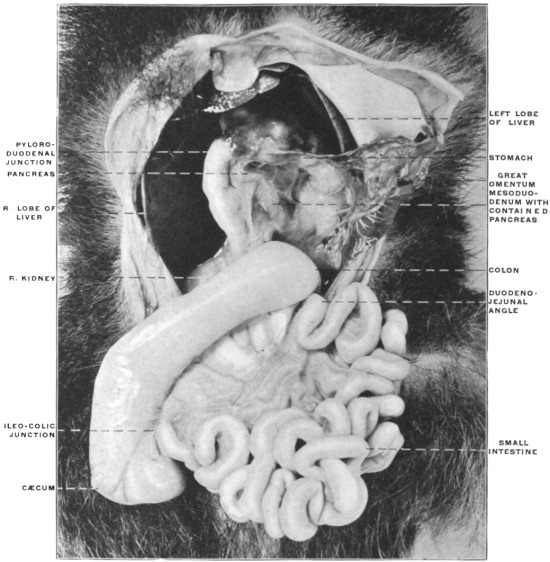 PYLORO-
DUODENAL
JUNCTION
PANCREAS
R. LOBE OF
LIVER
R. KIDNEY
ILEO-COLIC
JUNCTION
CÆCUM
LEFT LOBE
OF LIVER
STOMACH
GREAT
OMENTUM
MESODUO-
DENUM WITH
CONTAINED
PANCREAS
COLON
DUODENO-
JEJUNAL
ANGLE
SMALL
INTESTINE